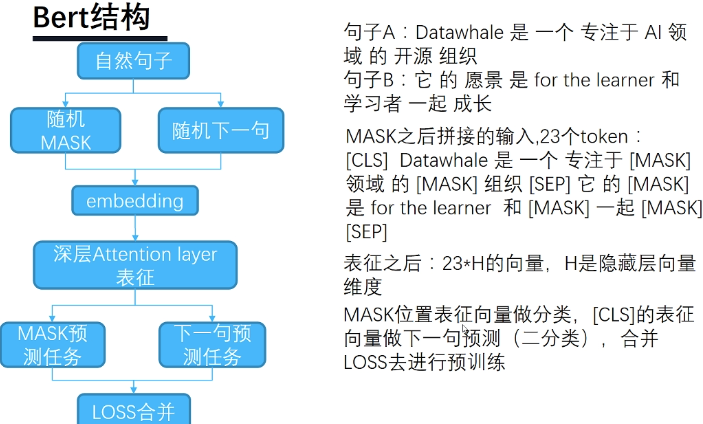 Bert结构
自然句子
随机
MASK
随机下一句
embedding
深层Attention layer
表征
MASK预
测任务
下一句预
测任务
LOSS合并
句子A：Datawhale 是 一个 专注于 AI 领
域 的 开源 组织
句子B：它 的 愿景 是 for the learner 和
学习者 一起 成长
MASK之后拼接的输入,23个token：
[CLS] Datawhale 是 一个 专注于 [MASK]
领域 的 [MASK] 组织 [SEP] 它 的 [MASK]
是 for the learner 和 [MASK] 一起 [MASK]
[SEP]
表征之后：23*H的向量，H是隐藏层向量
维度
MASK位置表征向量做分类，[CLS]的表征
向量做下一句预测（二分类），合并
LOSS去进行预训练